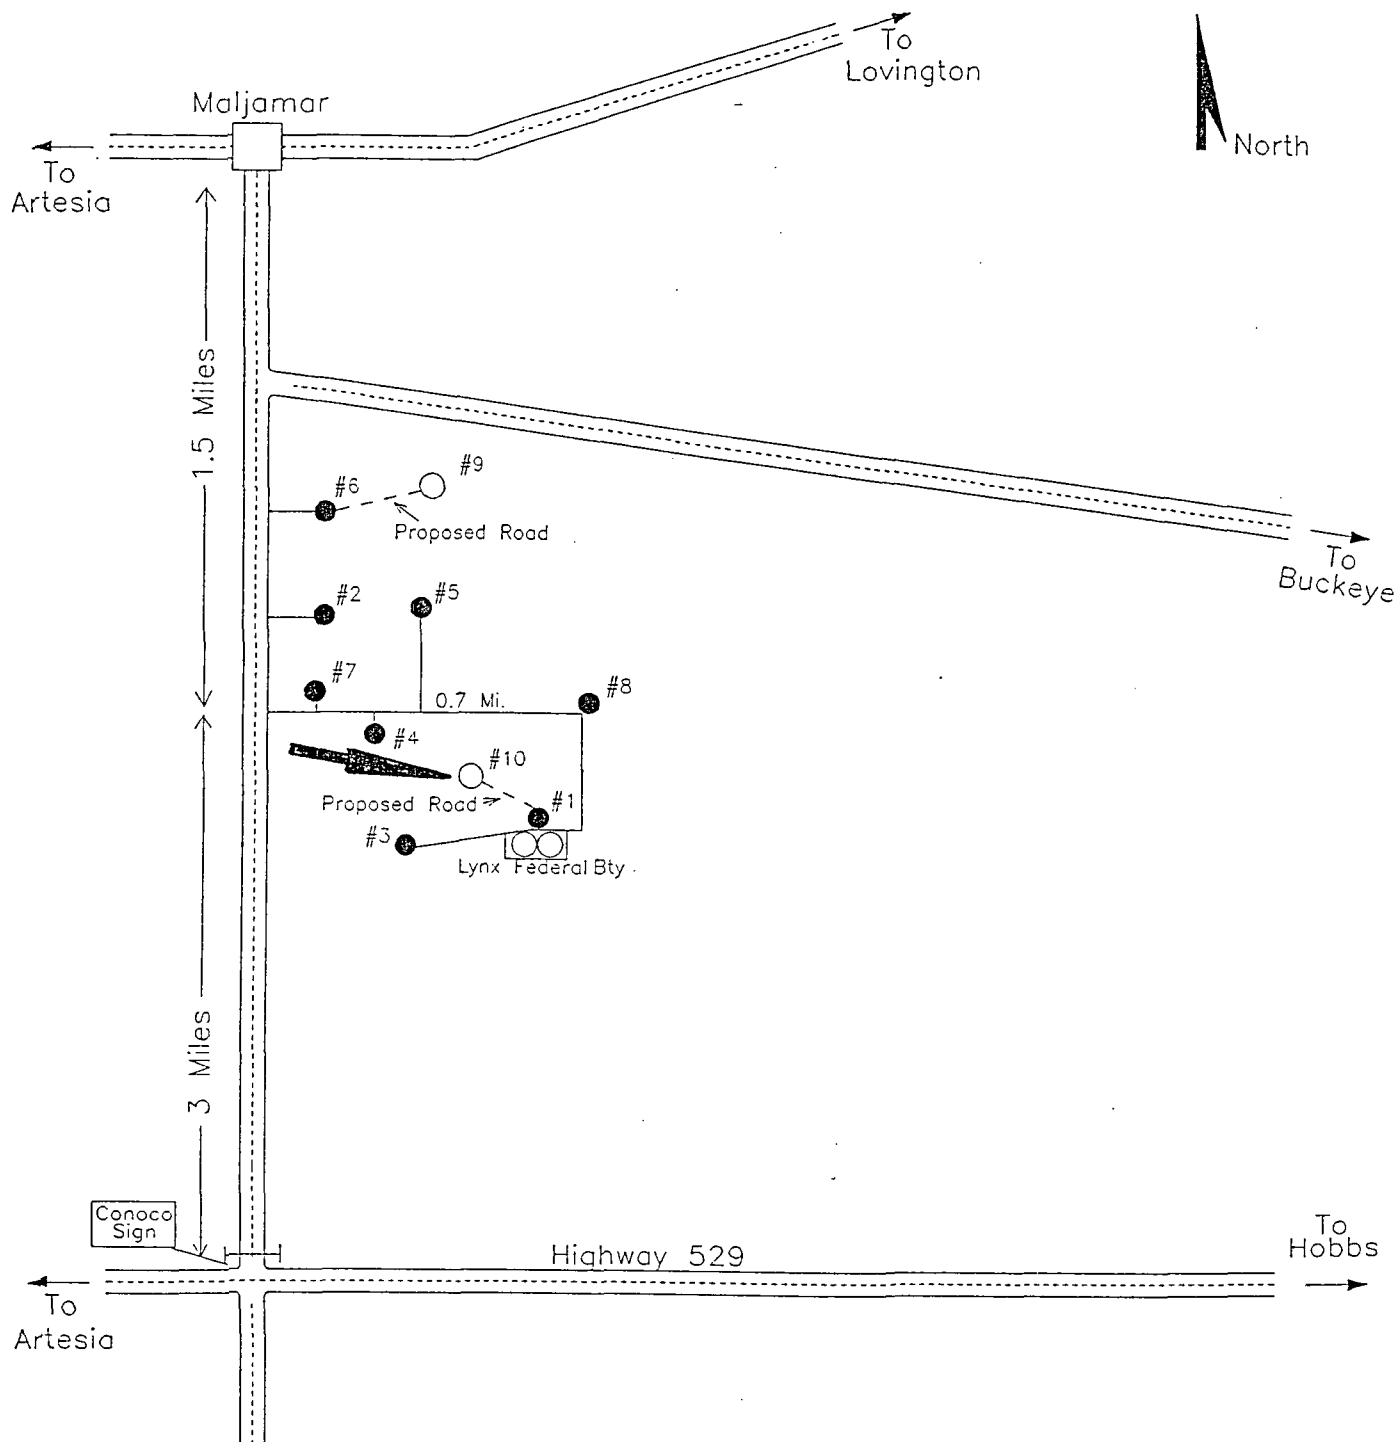 To
Lovington
Maljamar
North
To
Artesia
1.5 Miles
#9
#6
Proposed Road
To
Buckeye
#2
#5
#7
#8
0.7 Mi.
#4
#10
Proposed Road
#1
#3
Lynx Federal Bty
3 Miles
Conoco
Sign
To
Hobbs
Highway 529
To
Artesia